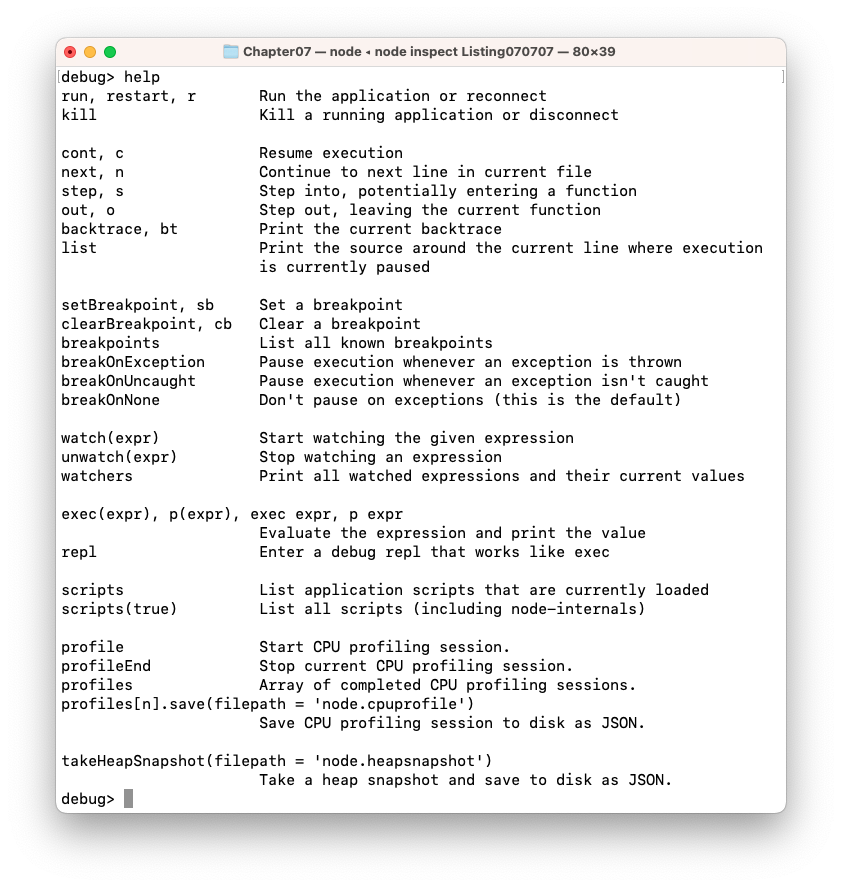 Chapter07 — node ◂ node inspect Listing070707 — 80×39
[debug> help ]
run, restart, r       Run the application or reconnect
kill                  Kill a running application or disconnect
cont, c               Resume execution
next, n               Continue to next line in current file
step, s               Step into, potentially entering a function
out, o                Step out, leaving the current function
backtrace, bt         Print the current backtrace
list                  Print the source around the current line where execution
                      is currently paused
setBreakpoint, sb     Set a breakpoint
clearBreakpoint, cb   Clear a breakpoint
breakpoints           List all known breakpoints
breakOnException      Pause execution whenever an exception is thrown
breakOnUncaught       Pause execution whenever an exception isn't caught
breakOnNone           Don't pause on exceptions (this is the default)
watch(expr)           Start watching the given expression
unwatch(expr)         Stop watching an expression
watchers              Print all watched expressions and their current values
exec(expr), p(expr), exec expr, p expr
                      Evaluate the expression and print the value
repl                  Enter a debug repl that works like exec
scripts               List application scripts that are currently loaded
scripts(true)         List all scripts (including node-internals)
profile               Start CPU profiling session.
profileEnd            Stop current CPU profiling session.
profiles              Array of completed CPU profiling sessions.
profiles[n].save(filepath = 'node.cpuprofile')
                      Save CPU profiling session to disk as JSON.
takeHeapSnapshot(filepath = 'node.heapsnapshot')
                      Take a heap snapshot and save to disk as JSON.
debug>